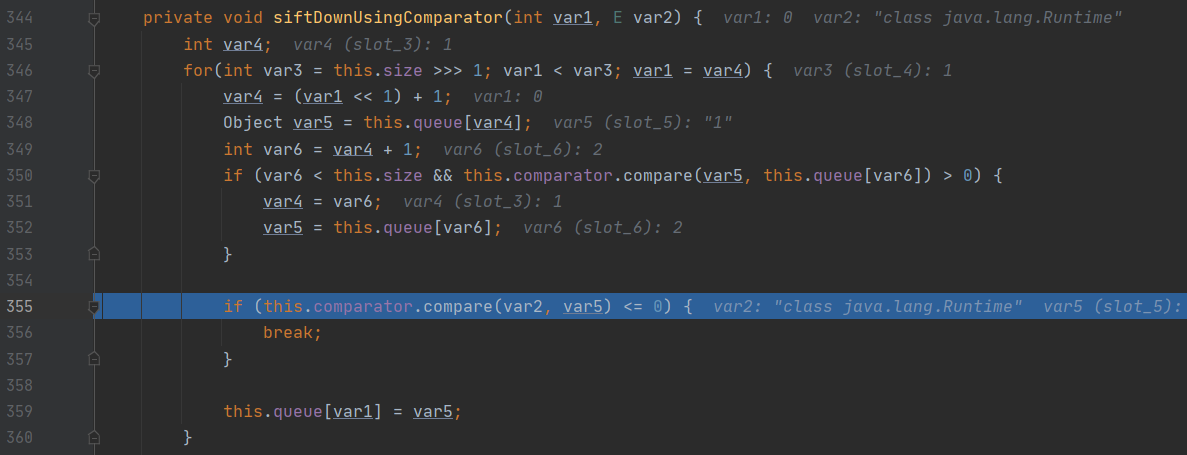 344 private void siftDownUsingComparator(int var1, E var2) { var1: 0 var2: "class java.lang.Runtime"
345 int var4; var4 (slot_3): 1
346 for(int var3 = this.size >>> 1; var1 < var3; var1 = var4) { var3 (slot_4): 1
347 var4 = (var1 << 1) + 1; var1: 0
348 Object var5 = this.queue[var4]; var5 (slot_5): "1"
349 int var6 = var4 + 1; var6 (slot_6): 2
350 if (var6 < this.size && this.comparator.compare(var5, this.queue[var6]) > 0) {
351 var4 = var6; var4 (slot_3): 1
352 var5 = this.queue[var6]; var6 (slot_6): 2
353 }
354
355 if (this.comparator.compare(var2, var5) <= 0) { var2: "class java.lang.Runtime" var5 (slot_5):
356 break;
357 }
358
359 this.queue[var1] = var5;
360 }